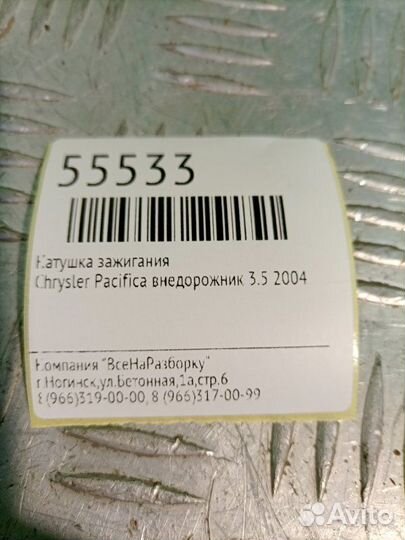 55533
Катушка зажигания
Chrysler Pacifica внедорожник 3.5 2004
Компания "ВсеНаРазборку"
г.Ногинск,ул.Бетонная,1а,стр.6
8(966)319-00-00, 8 (966)317-00-99
Avito